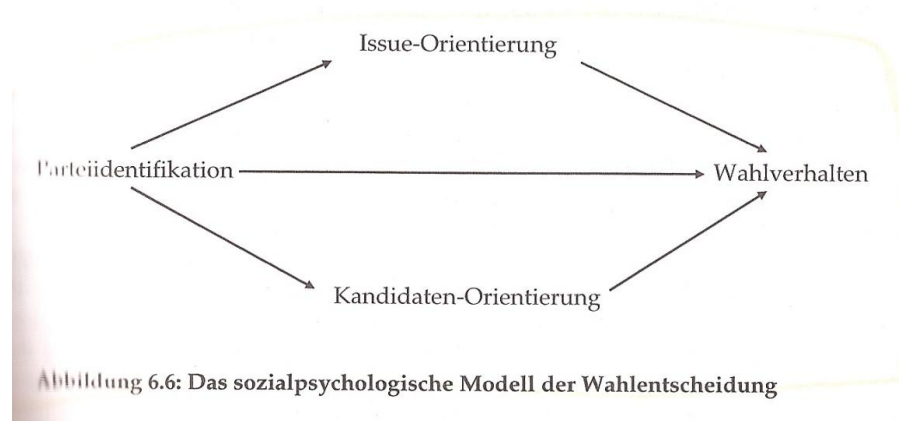 Issue-Orientierung
Parteiidentifikation
Wahlverhalten
Kandidaten-Orientierung
Abbildung 6.6: Das sozialpsychologische Modell der Wahlentscheidung